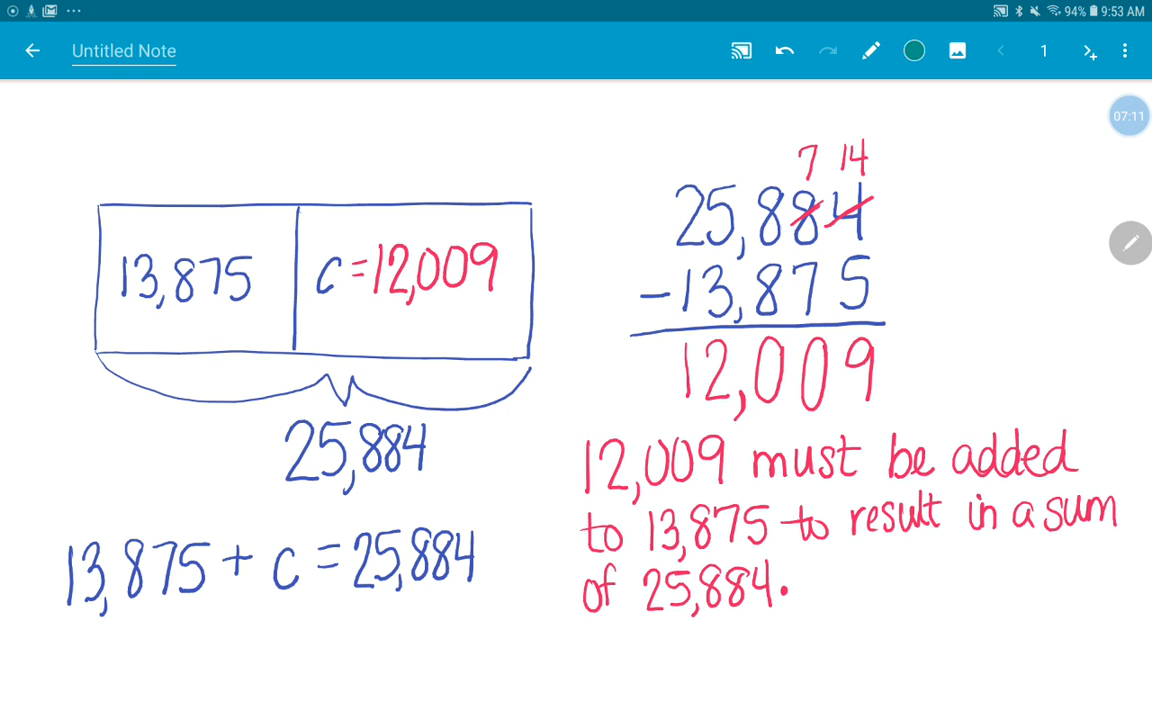 94% 9:53 AM
Untitled Note
1
07:11
13,875 c = 12,009
25,884
13,875 + c = 25,884
7 14
25,884
-13,875
12,009
12,009 must be added
to 13,875 to result in a sum
of 25,884.